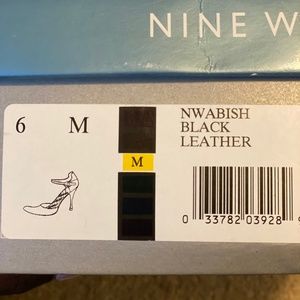 NINE W
6 M
M
NWABISH
BLACK
LEATHER
0 33782 03928